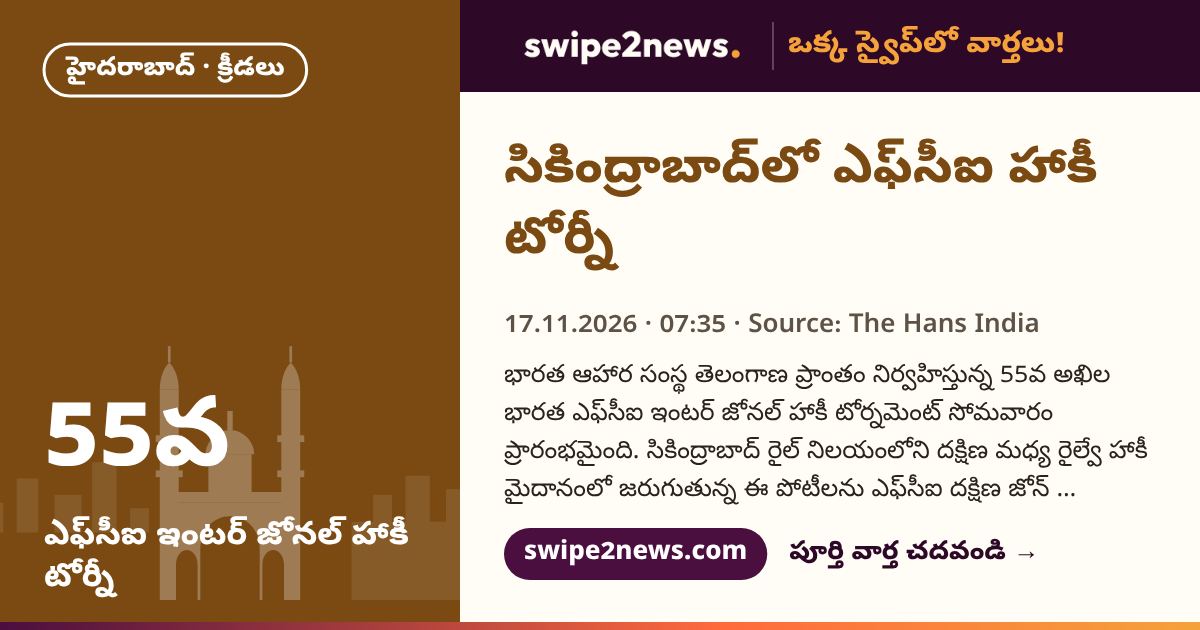 హైదరాబాద్ · క్రీడలు
55వ
ఎఫ్‌సీఐ ఇంటర్ జోనల్ హాకీ
టోర్నీ
swipe2news.
ఒక్క స్వైప్‌లో వార్తలు!
సికింద్రాబాద్‌లో ఎఫ్‌సీఐ హాకీ
టోర్నీ
17.11.2026 · 07:35 · Source: The Hans India
భారత ఆహార సంస్థ తెలంగాణ ప్రాంతం నిర్వహిస్తున్న 55వ అఖిల
భారత ఎఫ్‌సీఐ ఇంటర్ జోనల్ హాకీ టోర్నమెంట్ సోమవారం
ప్రారంభమైంది. సికింద్రాబాద్ రైల్ నిలయంలోని దక్షిణ మధ్య రైల్వే హాకీ
మైదానంలో జరుగుతున్న ఈ పోటీలను ఎఫ్‌సీఐ దక్షిణ జోన్ ...
swipe2news.com
పూర్తి వార్త చదవండి →